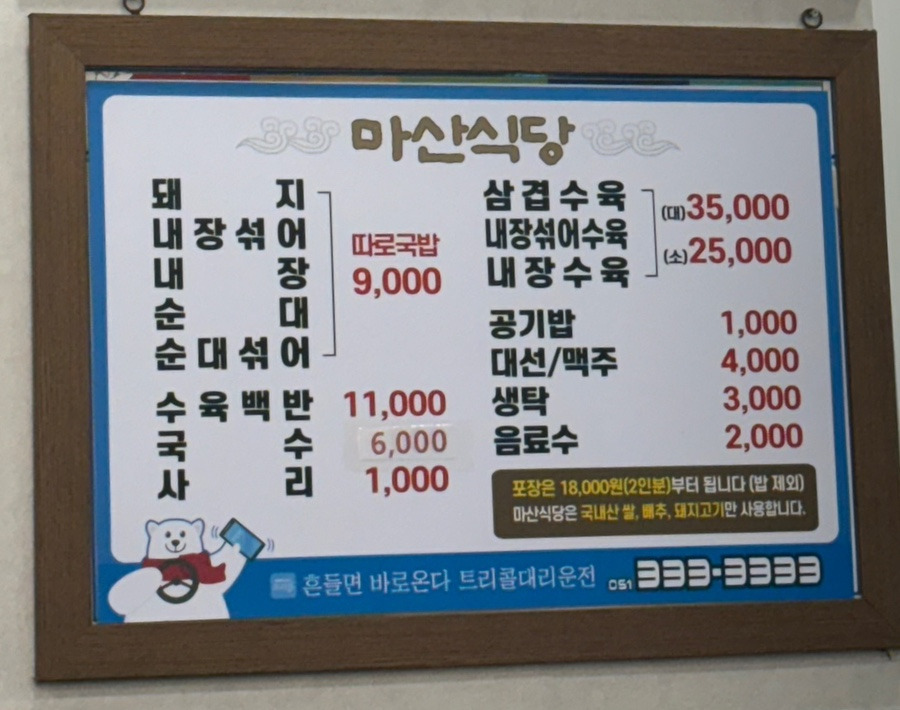 마산식당
돼지
내장섞어
내장
순대
순대섞어
따로국밥
9,000
수육백반 11,000
국수 6,000
사리 1,000
삼겹수육
내장섞어수육
내장수육
(대)35,000
(소)25,000
공기밥 1,000
대선/맥주 4,000
생탁 3,000
음료수 2,000
포장은 18,000원(2인분)부터 됩니다 (밥 제외)
마산식당은 국내산 쌀, 배추, 돼지고기만 사용합니다.
흔들면 바로온다 트리콜대리운전 051 333-3333